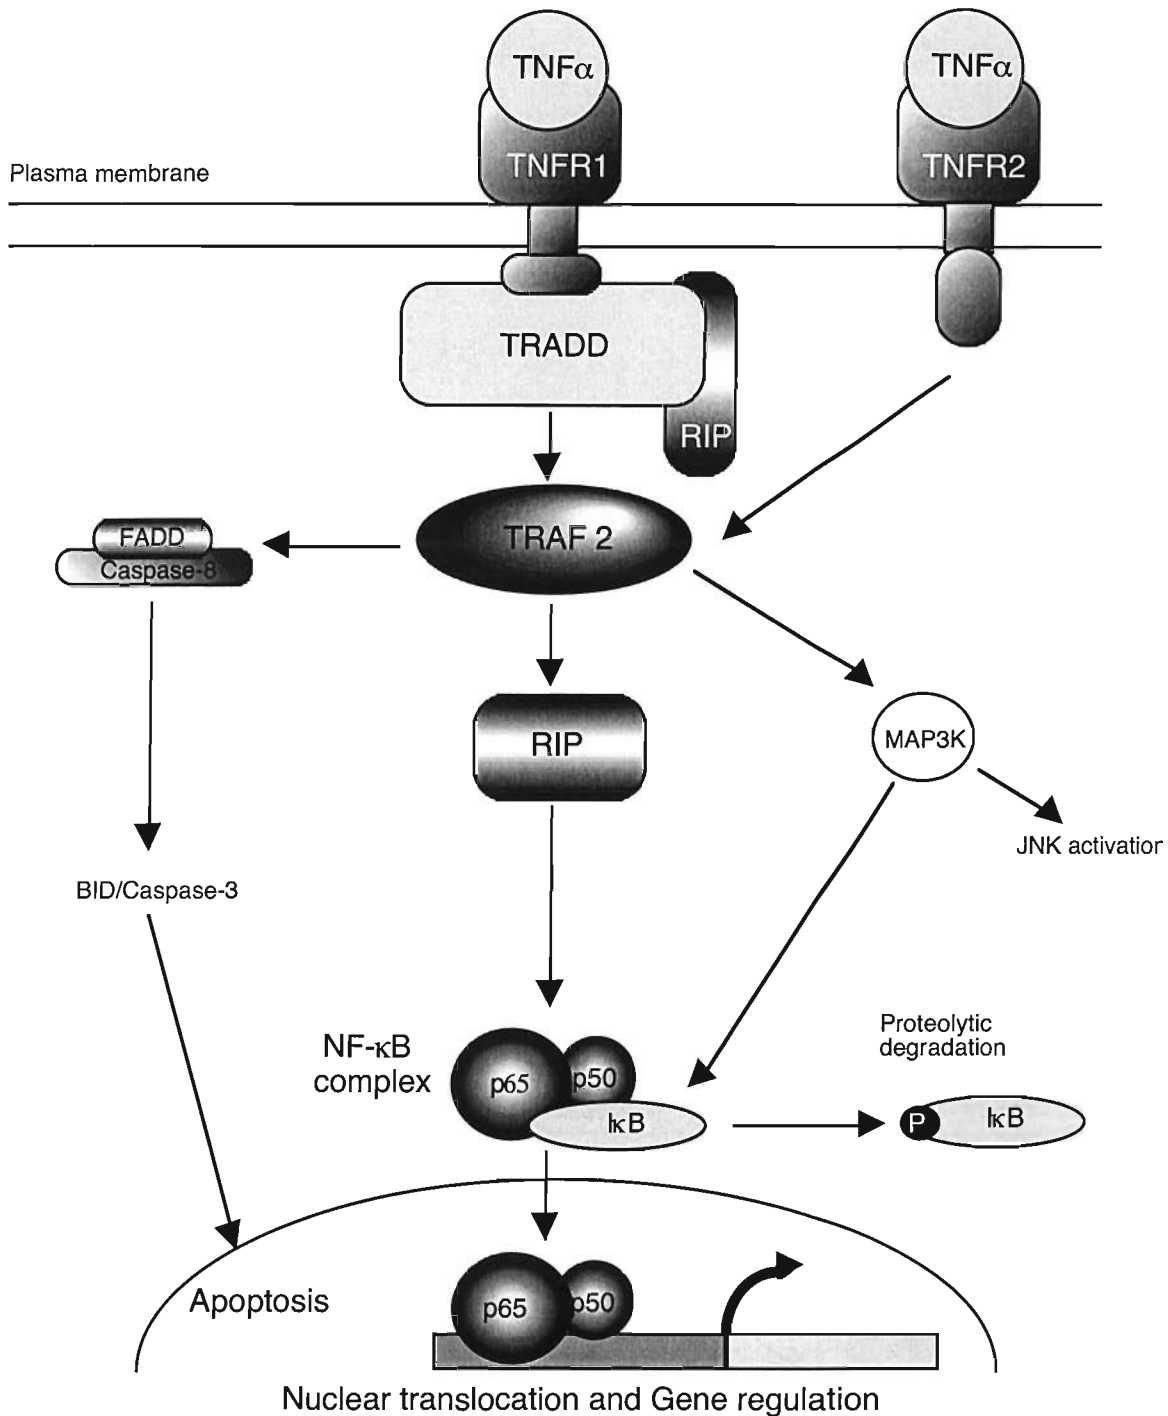 TNFα
TNFα
TNFR1
TNFR2
Plasma membrane
TRADD
RIP
TRAF 2
FADD
Caspase-8
RIP
MAP3K
JNK activation
BID/Caspase-3
Proteolytic
degradation
NF-κB
complex
p65
p50
IκB
P
IκB
Apoptosis
p65
p50
Nuclear translocation and Gene regulation